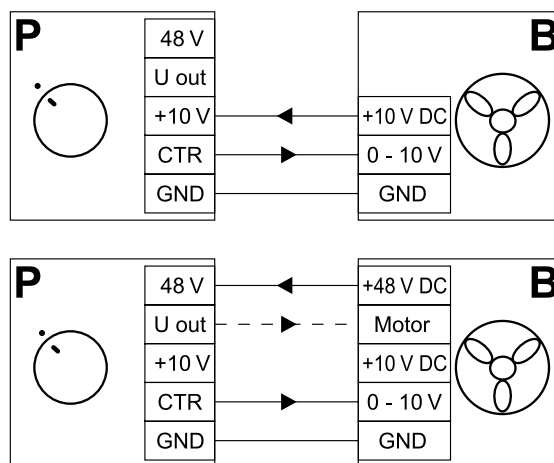 P
48 V
U out
+10 V
CTR
GND
B
+10 V DC
0 - 10 V
GND
P
48 V
U out
+10 V
CTR
GND
B
+48 V DC
Motor
+10 V DC
0 - 10 V
GND